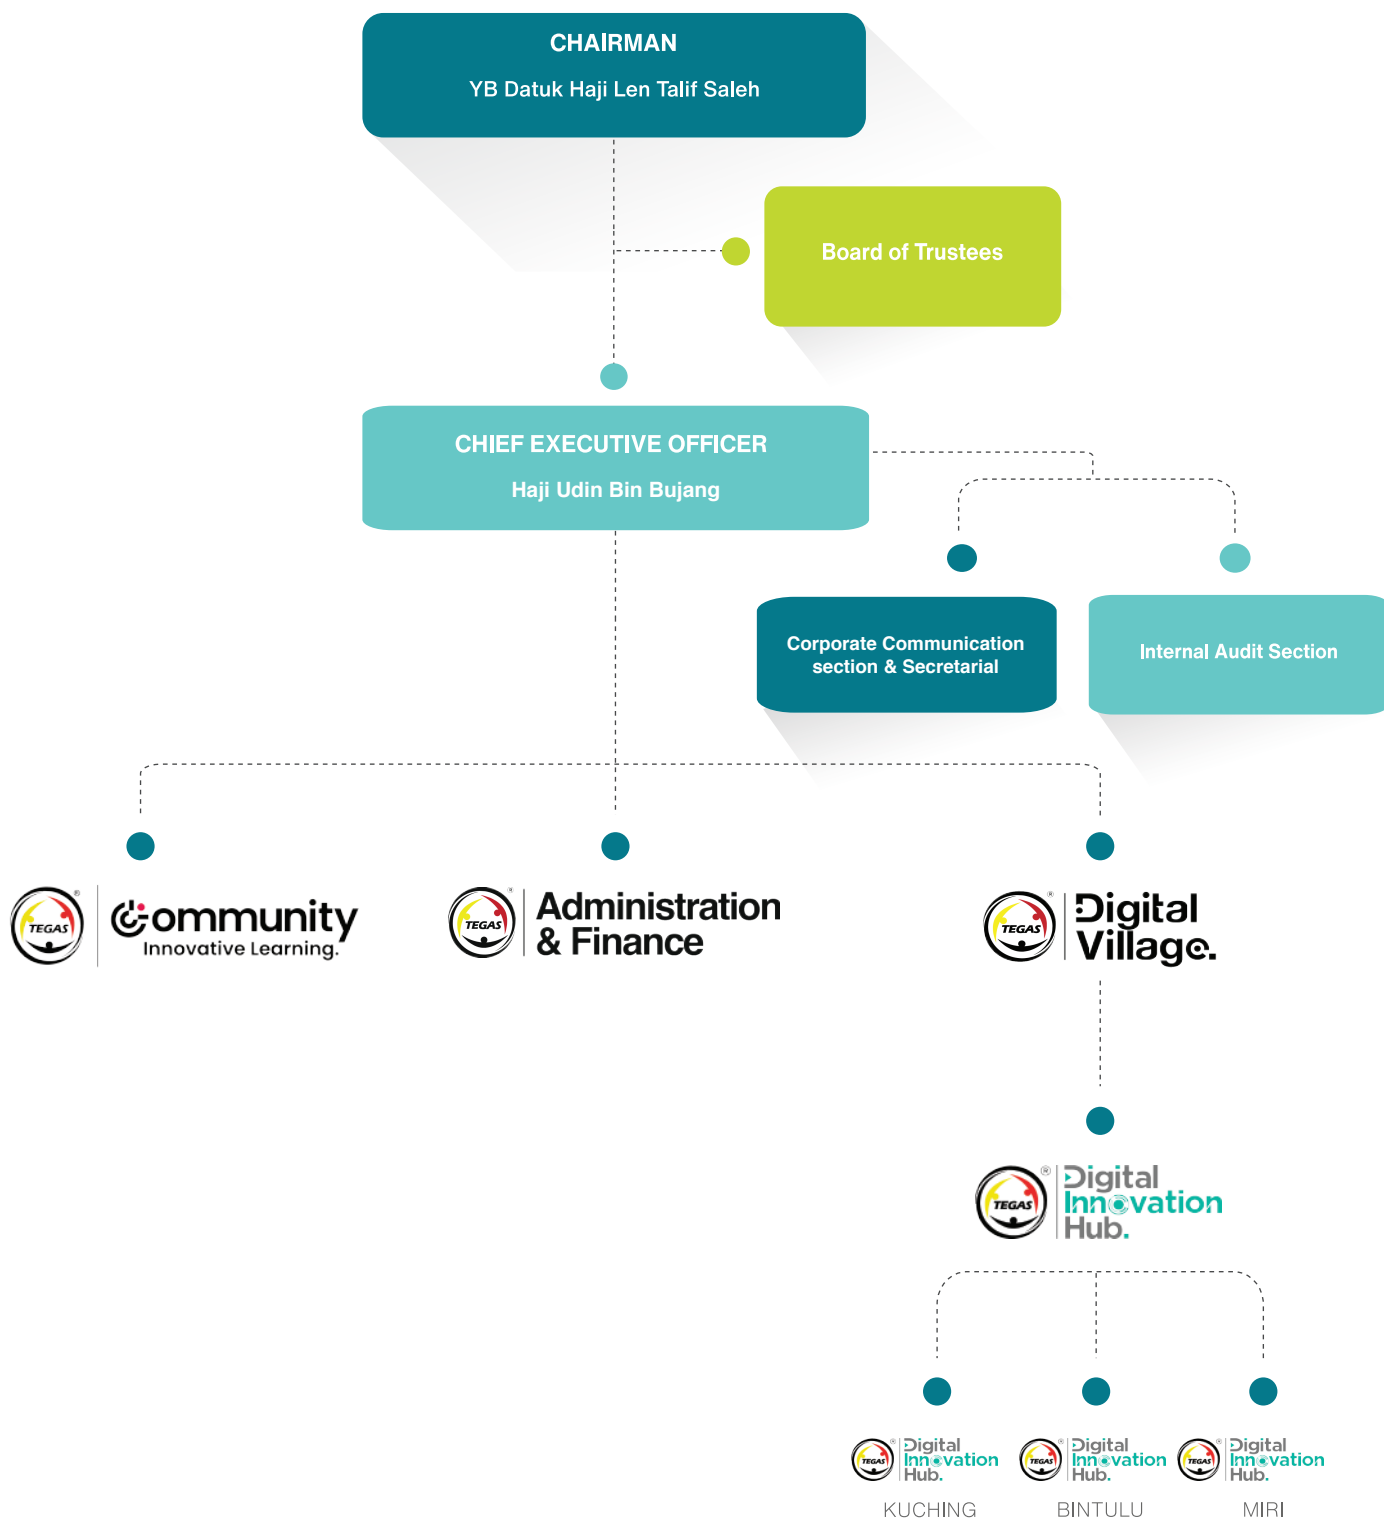 CHAIRMAN
YB Datuk Haji Len Talif Saleh
Board of Trustees
CHIEF EXECUTIVE OFFICER
Haji Udin Bin Bujang
Corporate Communication
section & Secretarial
Internal Audit Section
TEGAS ®
Community
Innovative Learning.
TEGAS ®
Administration
& Finance
TEGAS ®
Digital
Village.
TEGAS ®
Digital
Innovation
Hub.
TEGAS ®
Digital
Innovation
Hub.
KUCHING
TEGAS ®
Digital
Innovation
Hub.
BINTULU
TEGAS ®
Digital
Innovation
Hub.
MIRI